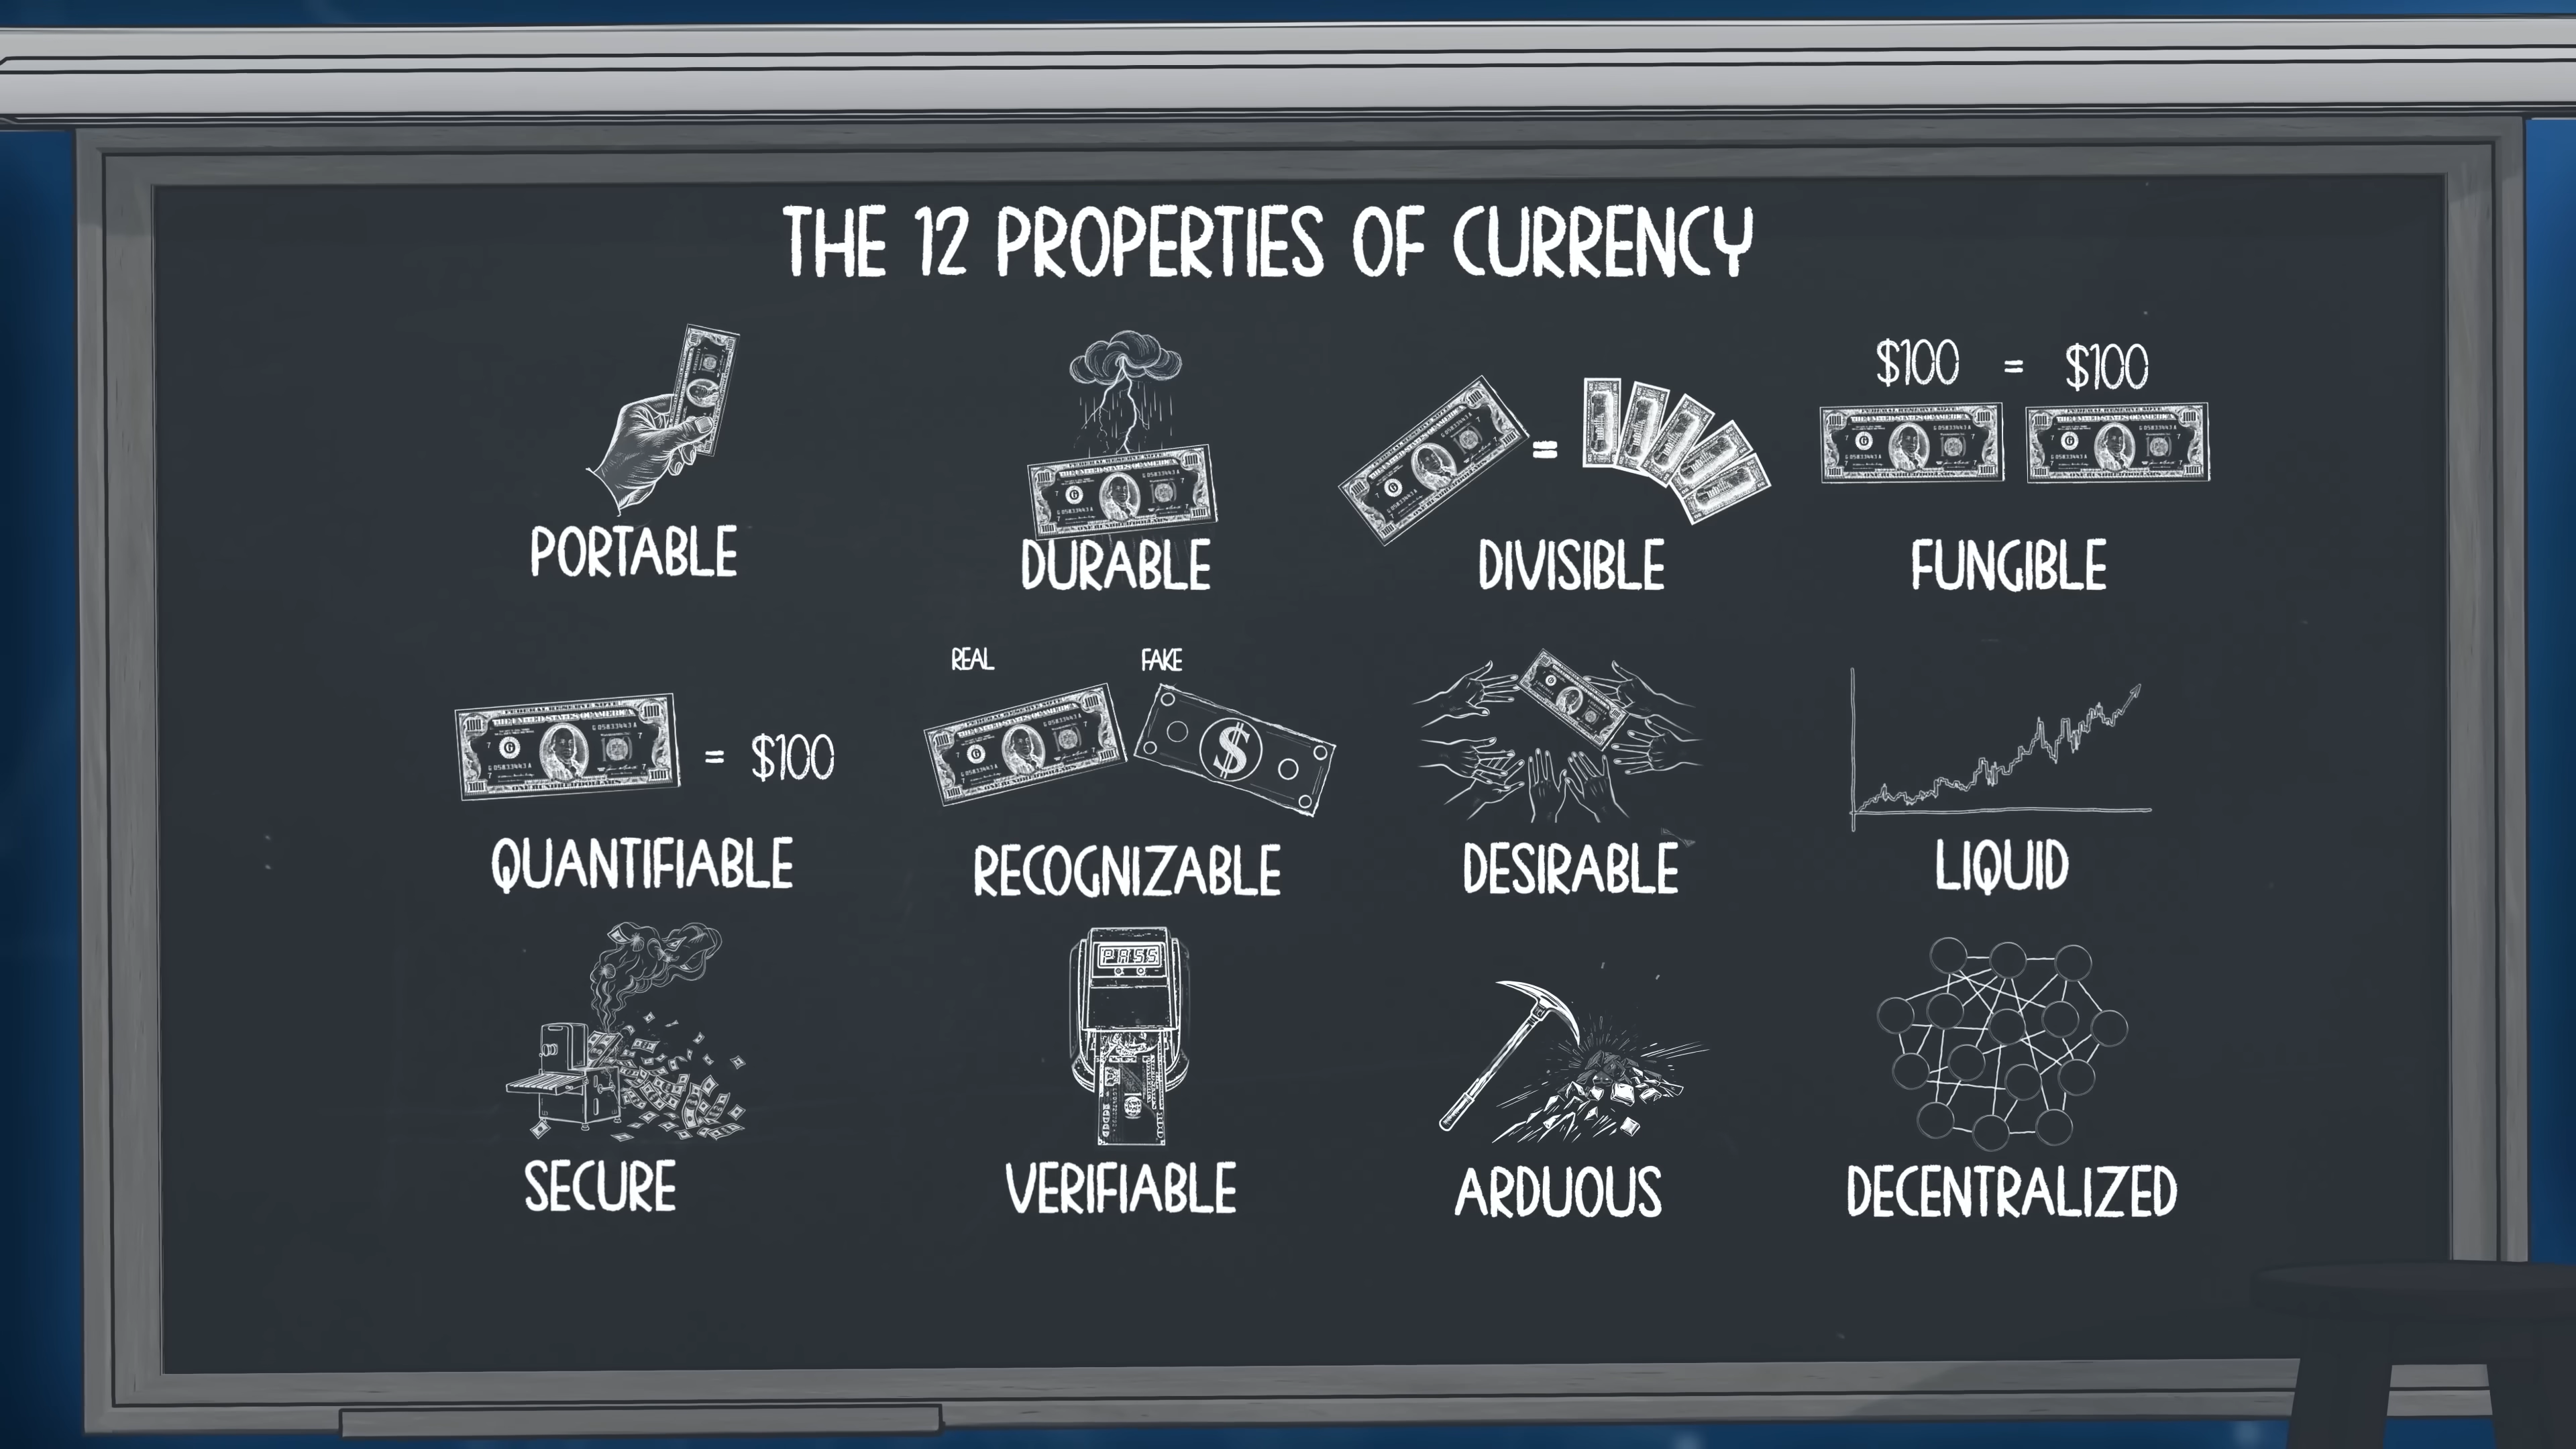 THE 12 PROPERTIES OF CURRENCY
$100 = $100
PORTABLE
DURABLE
=
DIVISIBLE
FUNGIBLE
REAL
FAKE
= $100
$
QUANTIFIABLE
RECOGNIZABLE
DESIRABLE
LIQUID
PASS
SECURE
VERIFIABLE
ARDUOUS
DECENTRALIZED